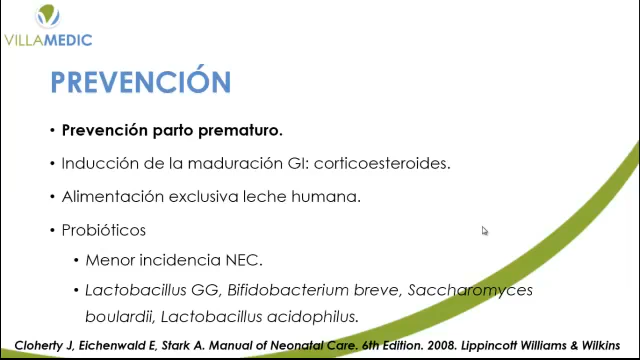 VILLAMEDIC
PREVENCIÓN
• Prevención parto prematuro.
• Inducción de la maduración GI: corticoesteroides.
• Alimentación exclusiva leche humana.
• Probióticos
• Menor incidencia NEC.
• Lactobacillus GG, Bifidobacterium breve, Saccharomyces
boulardii, Lactobacillus acidophilus.
Cloherty J, Eichenwald E, Stark A. Manual of Neonatal Care. 6th Edition. 2008. Lippincott Williams & Wilkins